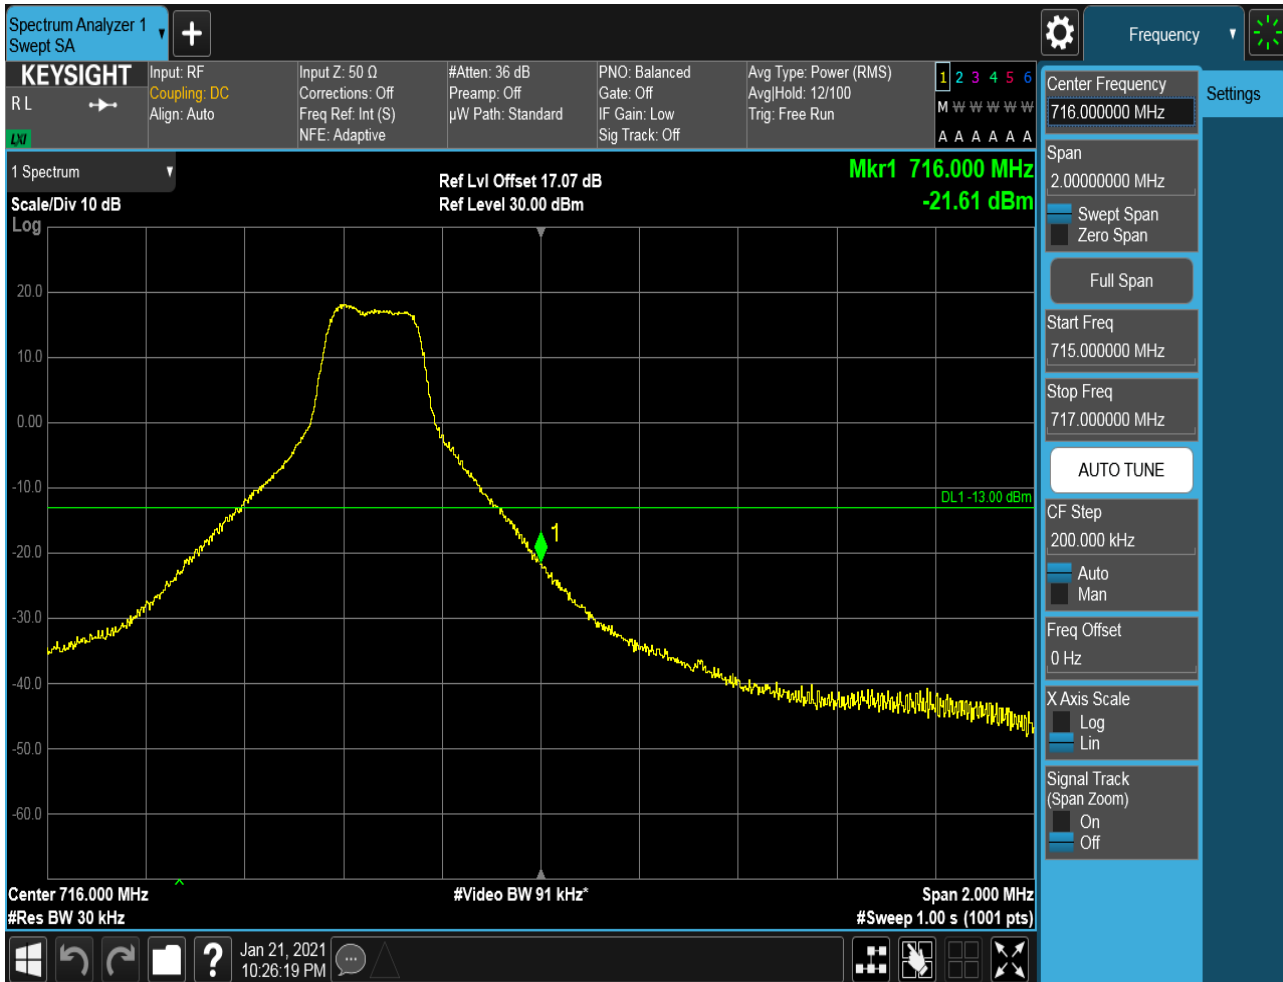 Spectrum Analyzer 1
Swept SA
Frequency
KEYSIGHT
R L
LXI
Input: RF
Coupling: DC
Align: Auto
Input Z: 50 Ω
Corrections: Off
Freq Ref: Int (S)
NFE: Adaptive
#Atten: 36 dB
Preamp: Off
µW Path: Standard
PNO: Balanced
Gate: Off
IF Gain: Low
Sig Track: Off
Avg Type: Power (RMS)
Avg|Hold: 12/100
Trig: Free Run
1 2 3 4 5 6
M W W W W W
A A A A A A
1 Spectrum
Scale/Div 10 dB
Log
Ref Lvl Offset 17.07 dB
Ref Level 30.00 dBm
Mkr1 716.000 MHz
-21.61 dBm
20.0
10.0
0.00
-10.0
-20.0
-30.0
-40.0
-50.0
-60.0
DL1 -13.00 dBm
1
Center 716.000 MHz
#Res BW 30 kHz
#Video BW 91 kHz*
Span 2.000 MHz
#Sweep 1.00 s (1001 pts)
Center Frequency
716.000000 MHz
Settings
Span
2.00000000 MHz
Swept Span
Zero Span
Full Span
Start Freq
715.000000 MHz
Stop Freq
717.000000 MHz
AUTO TUNE
CF Step
200.000 kHz
Auto
Man
Freq Offset
0 Hz
X Axis Scale
Log
Lin
Signal Track
(Span Zoom)
On
Off
?
Jan 21, 2021
10:26:19 PM